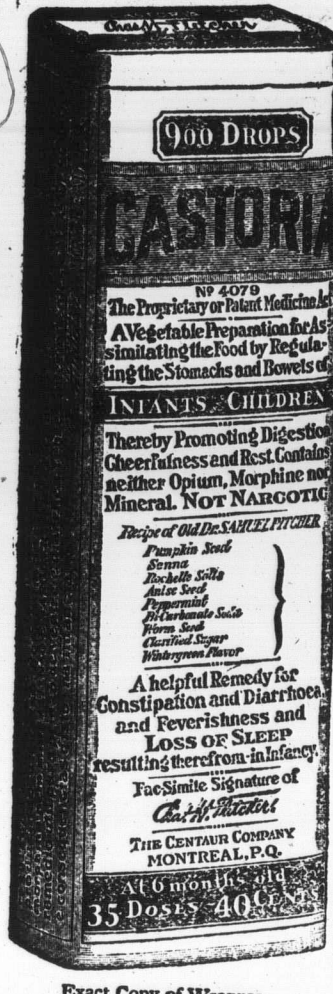 Chas. H. Fletcher
900 DROPS
CASTORIA
Nº 4079
The Proprietary or Patent Medicine Act
A Vegetable Preparation for As-
similating the Food by Regula-
ting the Stomachs and Bowels of
INFANTS CHILDREN
Thereby Promoting Digestion
Cheerfulness and Rest. Contains
neither Opium, Morphine nor
Mineral. NOT NARCOTIC
Recipe of Old Dr. SAMUEL PITCHER
Pumpkin Seed
Senna
Rochelle Salts
Anise Seed
Peppermint
Bi Carbonate Soda
Worm Seed
Clarified Sugar
Wintergreen Flavor
A helpful Remedy for
Constipation and Diarrhoea,
and Feverishness and
LOSS OF SLEEP
resulting therefrom-in Infancy.
Fac-Simile Signature of
Chas. H. Fletcher.
THE CENTAUR COMPANY
MONTREAL, P.Q.
At 6 months old
35 DOSES 40 CENTS
Exact Copy of